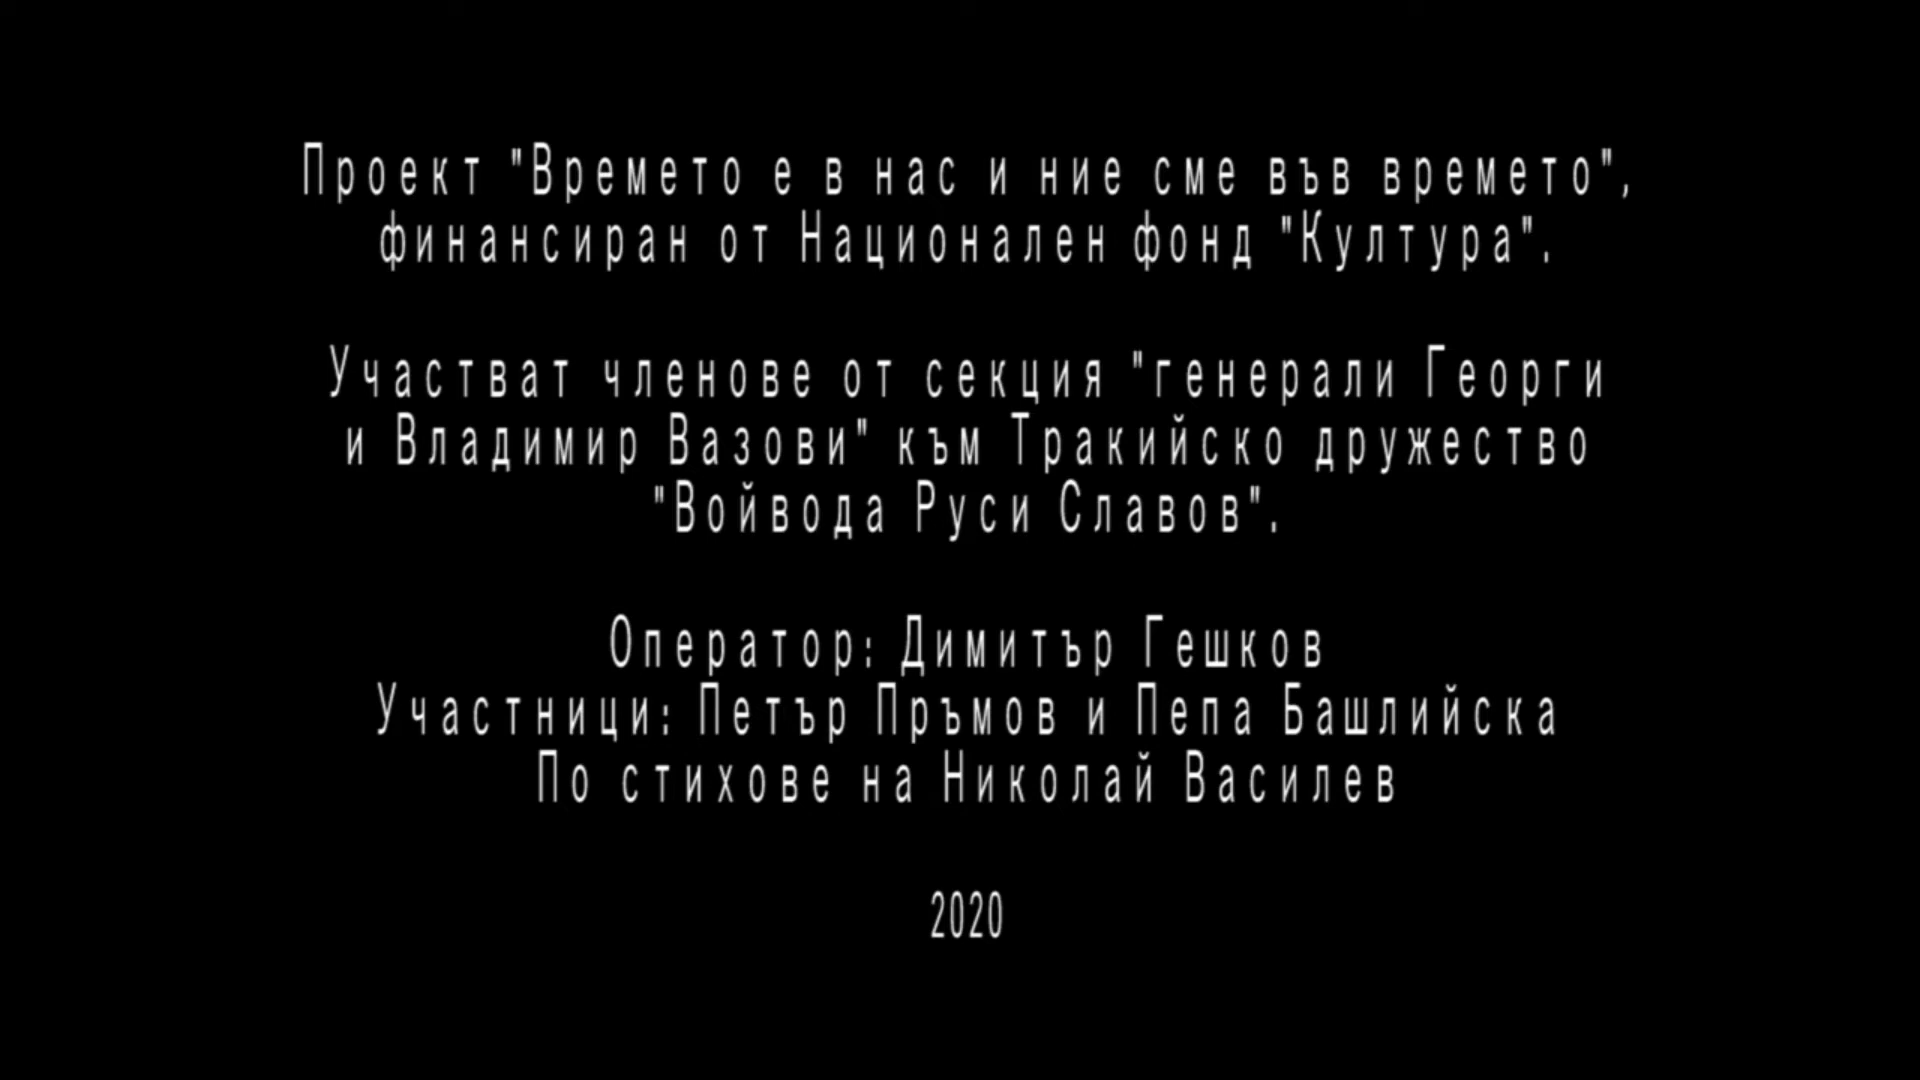 Проект "Времето е в нас и ние сме във времето",
финансиран от Национален фонд "Култура".
Участват членове от секция "генерали Георги
и Владимир Вазови" към Тракийско дружество
"Войвода Руси Славов".
Оператор: Димитър Гешков
Участници: Петър Пръмов и Пепа Башлийска
По стихове на Николай Василев
2020